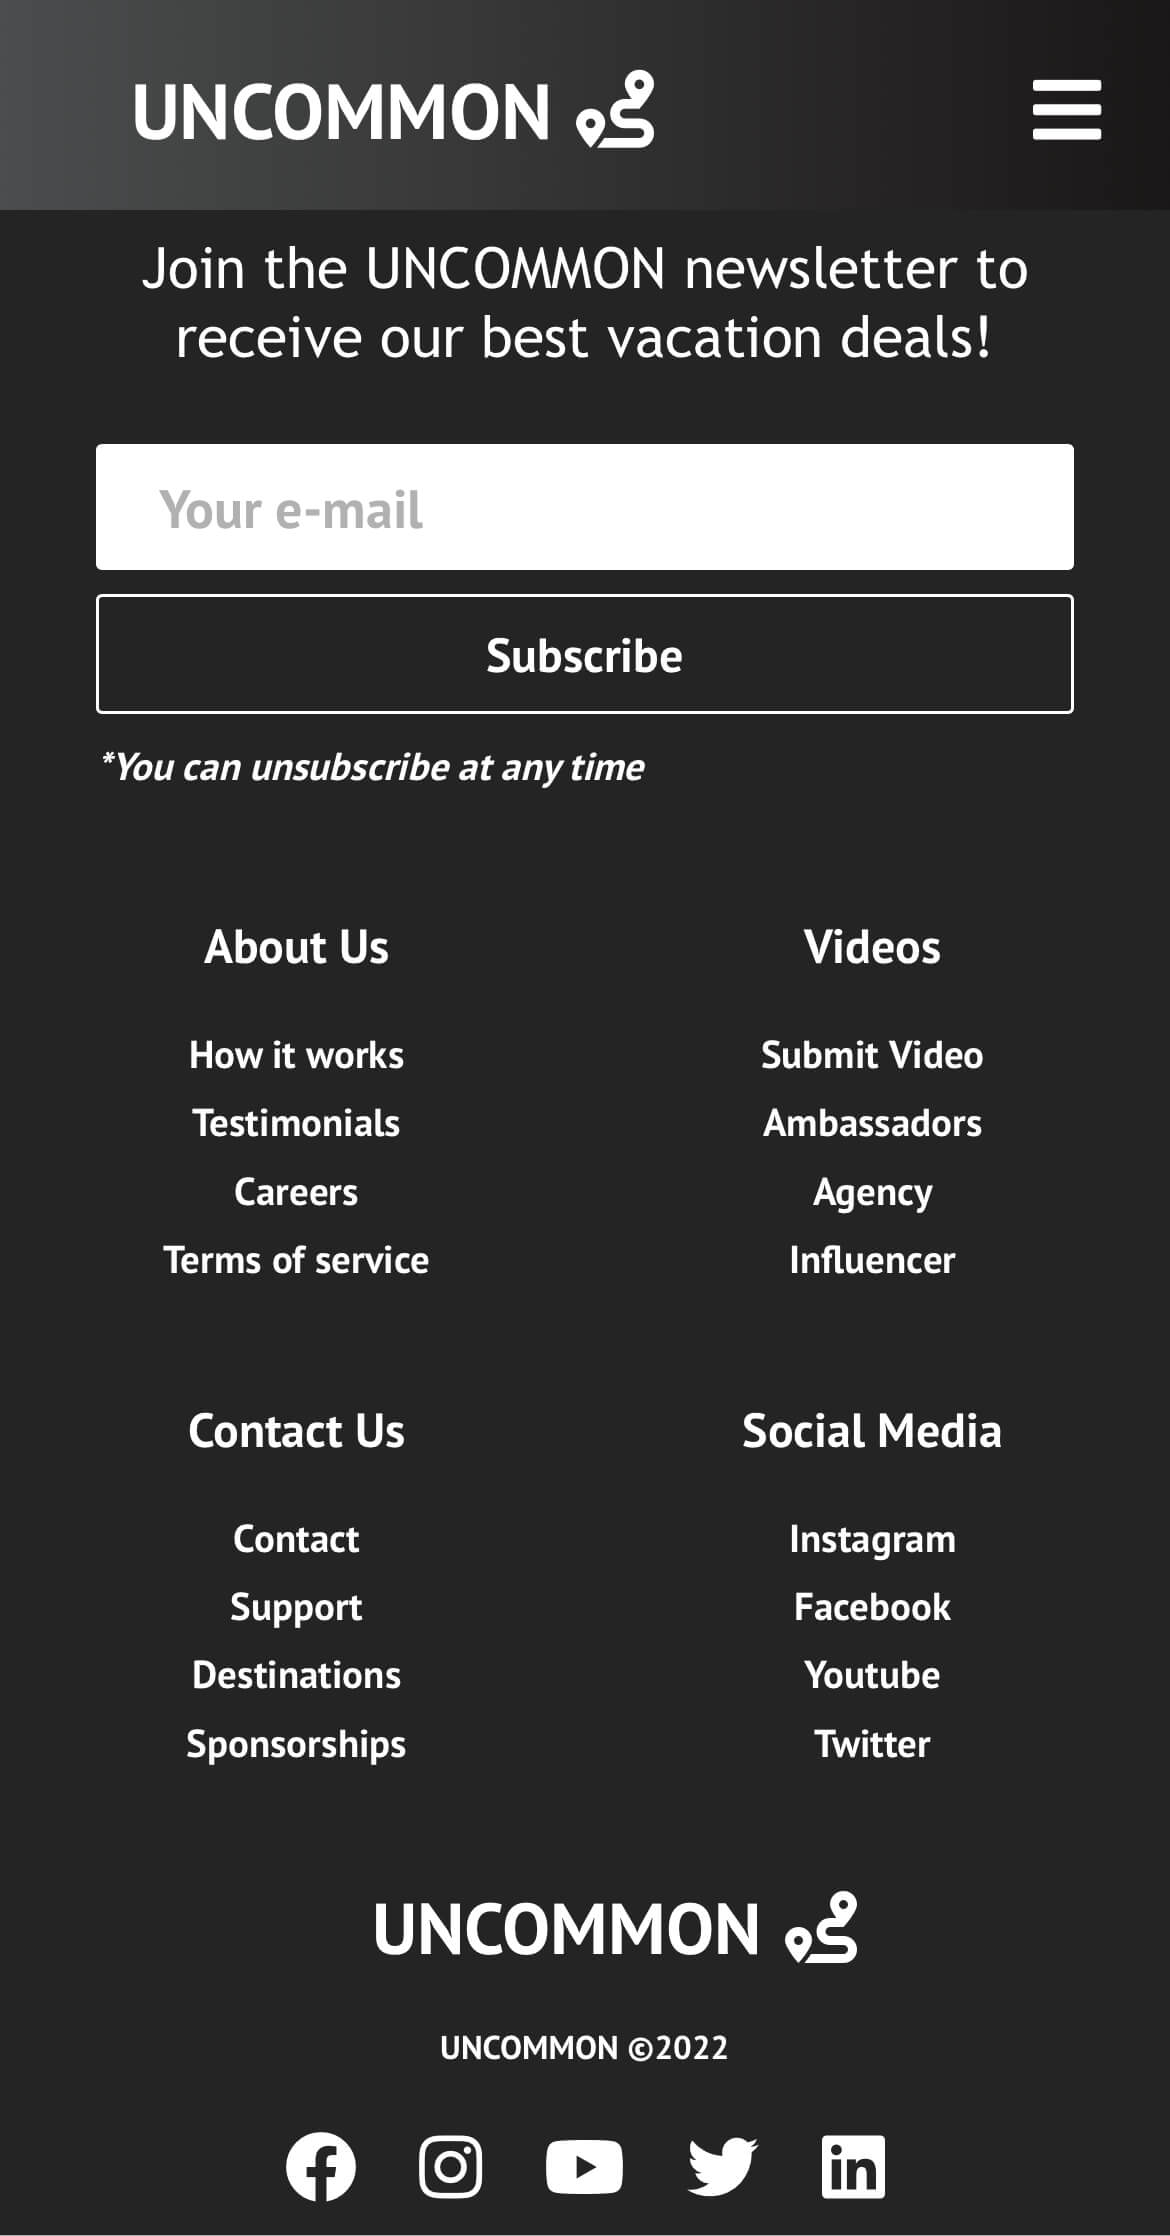 UNCOMMON
Join the UNCOMMON newsletter to
receive our best vacation deals!
Your e-mail
Subscribe
*You can unsubscribe at any time
About Us
How it works
Testimonials
Careers
Terms of service
Videos
Submit Video
Ambassadors
Agency
Influencer
Contact Us
Contact
Support
Destinations
Sponsorships
Social Media
Instagram
Facebook
Youtube
Twitter
UNCOMMON
UNCOMMON ©2022